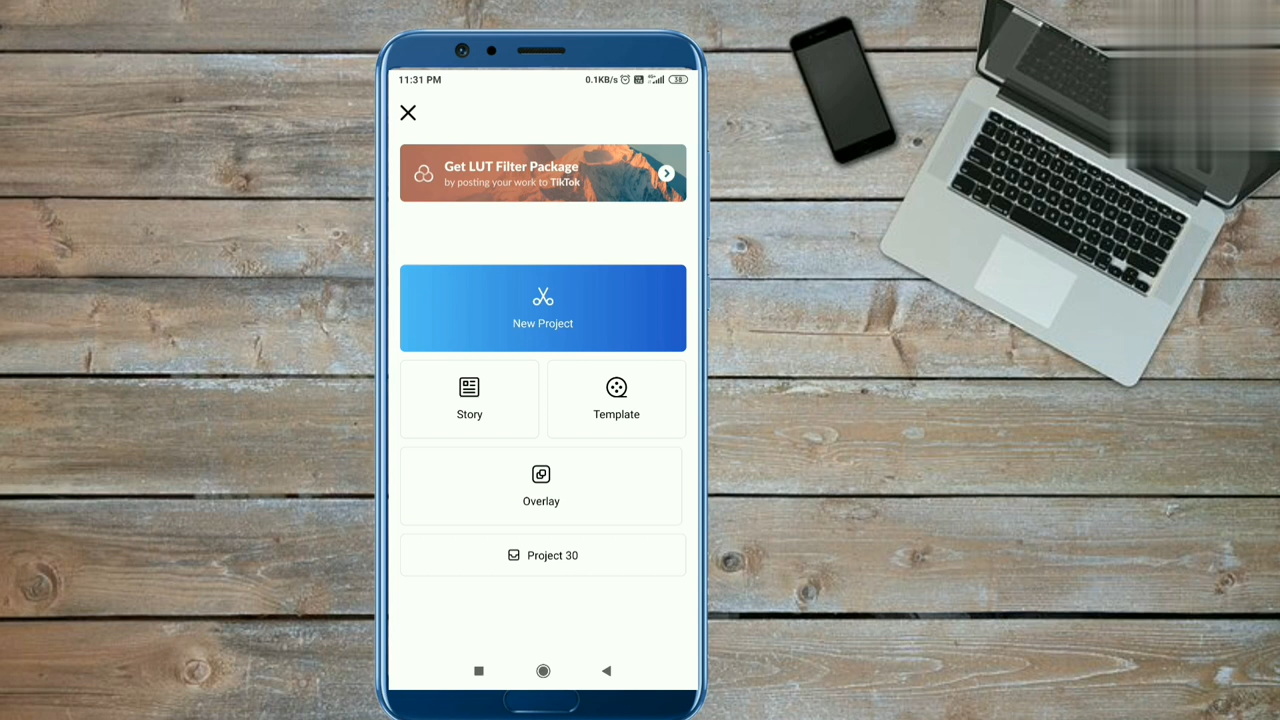 11:31 PM 0.1KB/s 38
Get LUT Filter Package
by posting your work to TikTok
New Project
Story Template
Overlay
Project 30